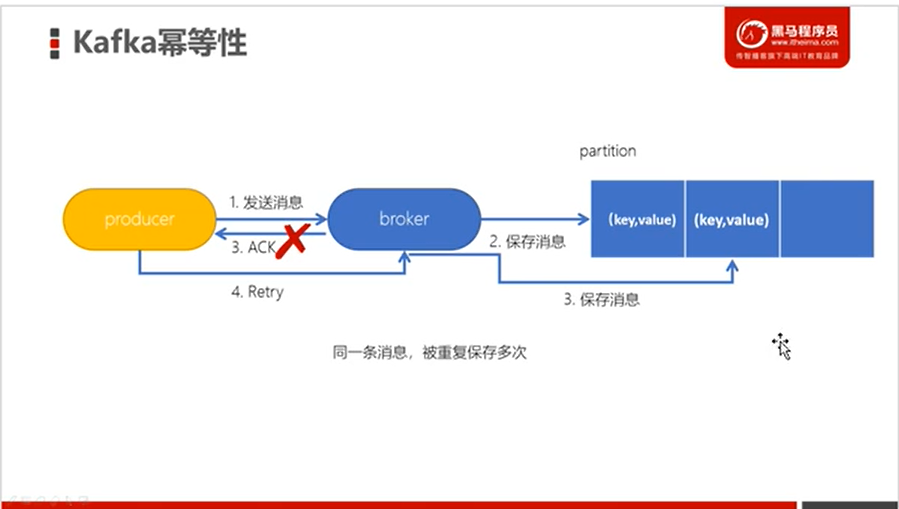 Kafka幂等性
黑马程序员
www.itheima.com
传智播客旗下高端IT教育品牌
partition
1. 发送消息
producer
broker
(key,value)
(key,value)
3. ACK
2. 保存消息
4. Retry
3. 保存消息
同一条消息，被重复保存多次